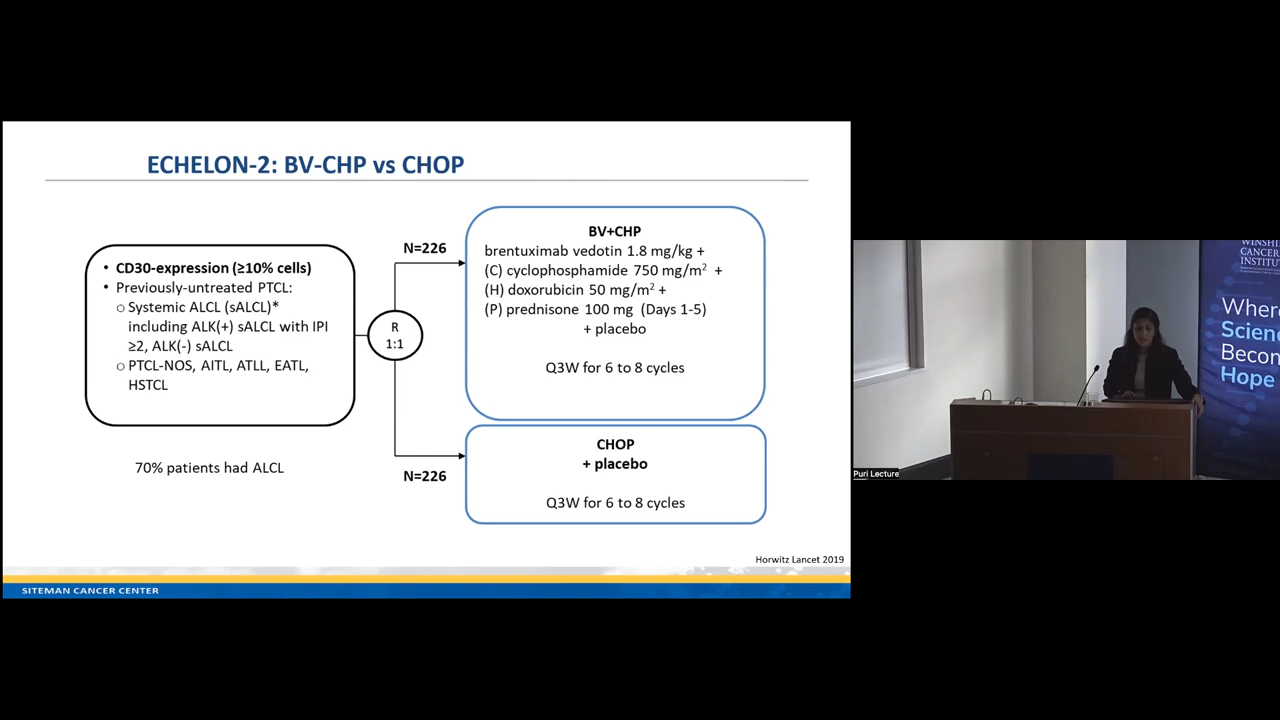 ECHELON-2: BV-CHP vs CHOP
• CD30-expression (≥10% cells)
• Previously-untreated PTCL:
o Systemic ALCL (sALCL)*
including ALK(+) sALCL with IPI
≥2, ALK(-) sALCL
o PTCL-NOS, AITL, ATLL, EATL,
HSTCL
70% patients had ALCL
R
1:1
N=226
N=226
BV+CHP
brentuximab vedotin 1.8 mg/kg +
(C) cyclophosphamide 750 mg/m² +
(H) doxorubicin 50 mg/m² +
(P) prednisone 100 mg (Days 1-5)
+ placebo
Q3W for 6 to 8 cycles
CHOP
+ placebo
Q3W for 6 to 8 cycles
Horwitz Lancet 2019
SITEMAN CANCER CENTER
WINSHIP
CANCER
INSTITU
Where
Scienc
Becom
Hope
Puri Lecture